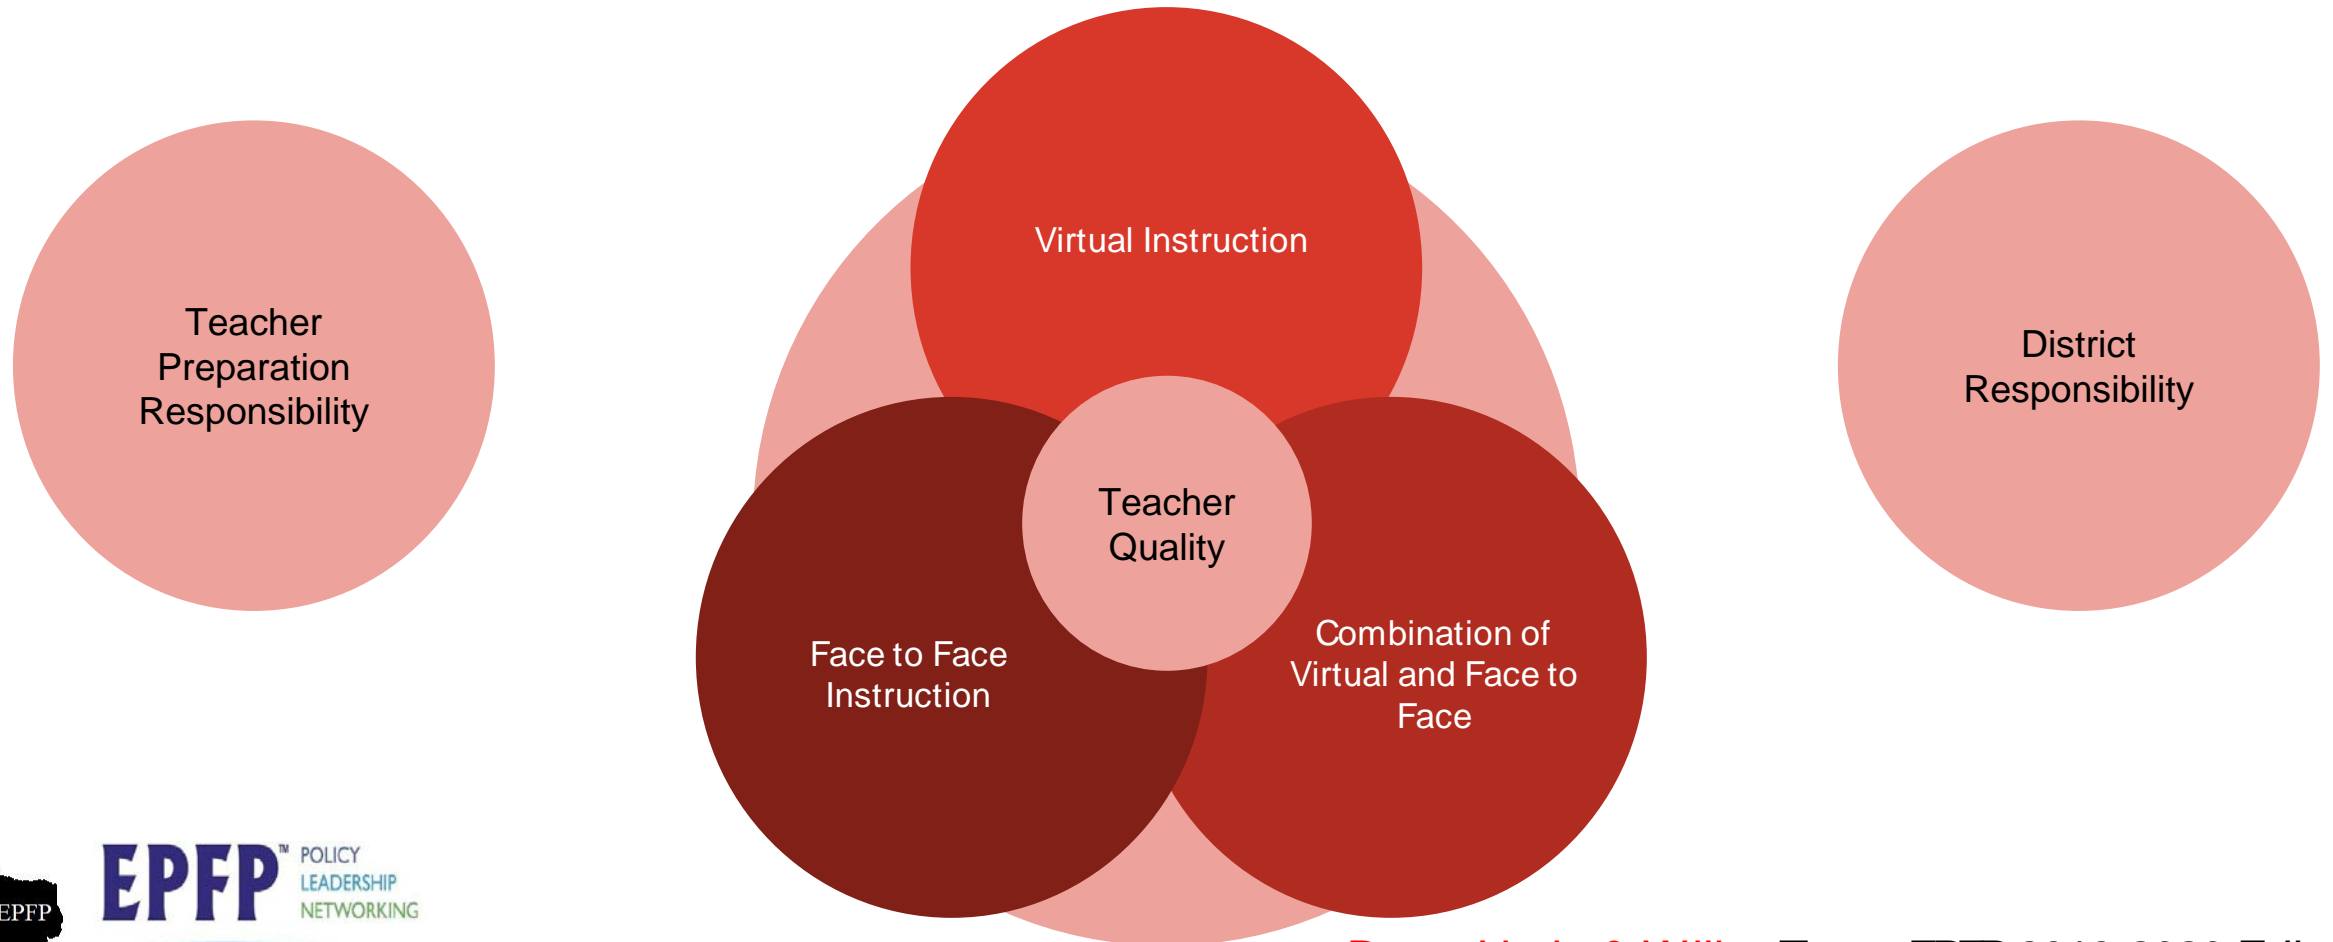 Virtual Instruction
Teacher
Preparation
Responsibility
District
Responsibility
Teacher
Quality
Face to Face
Instruction
Combination of
Virtual and Face to
Face
EPFP™ POLICY
LEADERSHIP
NETWORKING
EPFP